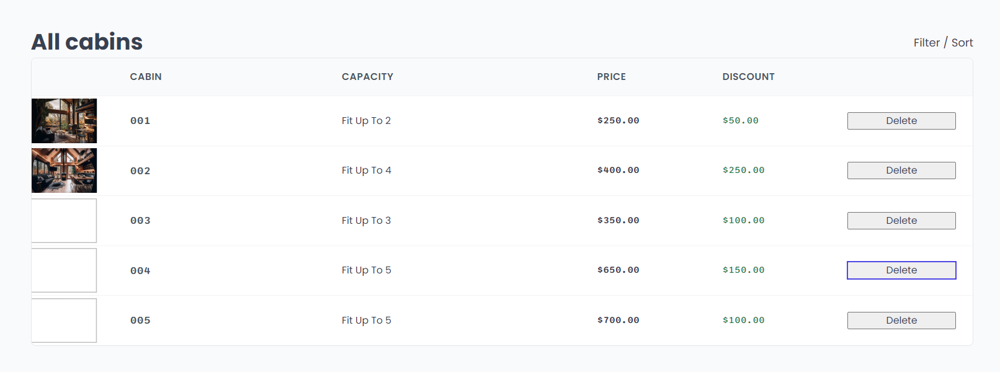 All cabins
Filter / Sort
CABIN CAPACITY PRICE DISCOUNT
001 Fit Up To 2 $250.00 $50.00 Delete
002 Fit Up To 4 $400.00 $250.00 Delete
003 Fit Up To 3 $350.00 $100.00 Delete
004 Fit Up To 5 $650.00 $150.00 Delete
005 Fit Up To 5 $700.00 $100.00 Delete